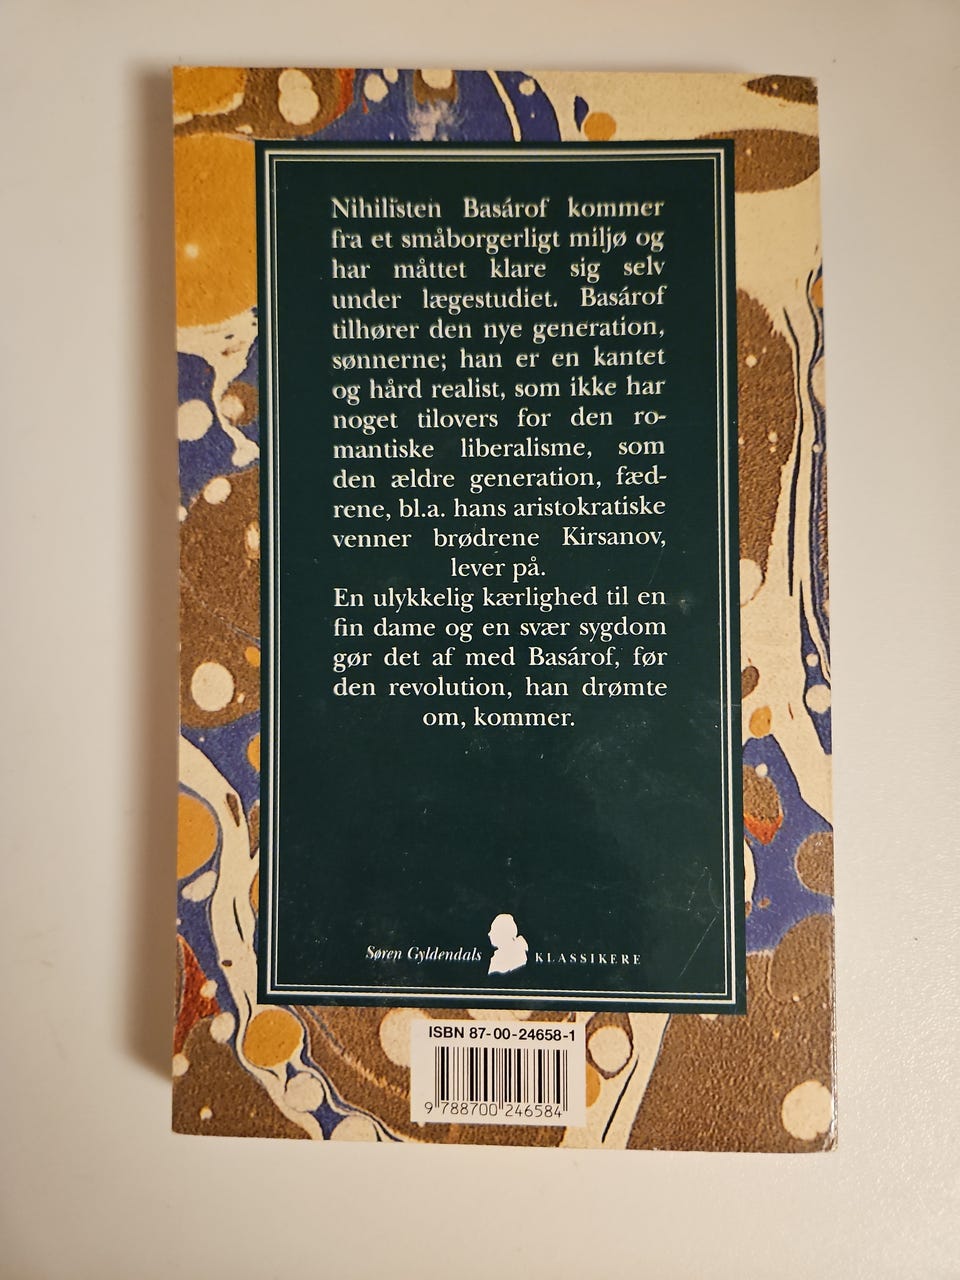 Nihilisten Basárof kommer
fra et småborgerligt miljø og
har måttet klare sig selv
under lægestudiet. Basárof
tilhører den nye generation,
sønnerne; han er en kantet
og hård realist, som ikke har
noget tilovers for den ro-
mantiske liberalisme, som
den ældre generation, fæd-
rene, bl.a. hans aristokratiske
venner brødrene Kirsanov,
lever på.
En ulykkelig kærlighed til en
fin dame og en svær sygdom
gør det af med Basárof, før
den revolution, han drømte
om, kommer.
Søren Gyldendals KLASSIKERE
ISBN 87-00-24658-1
9 788700 246584